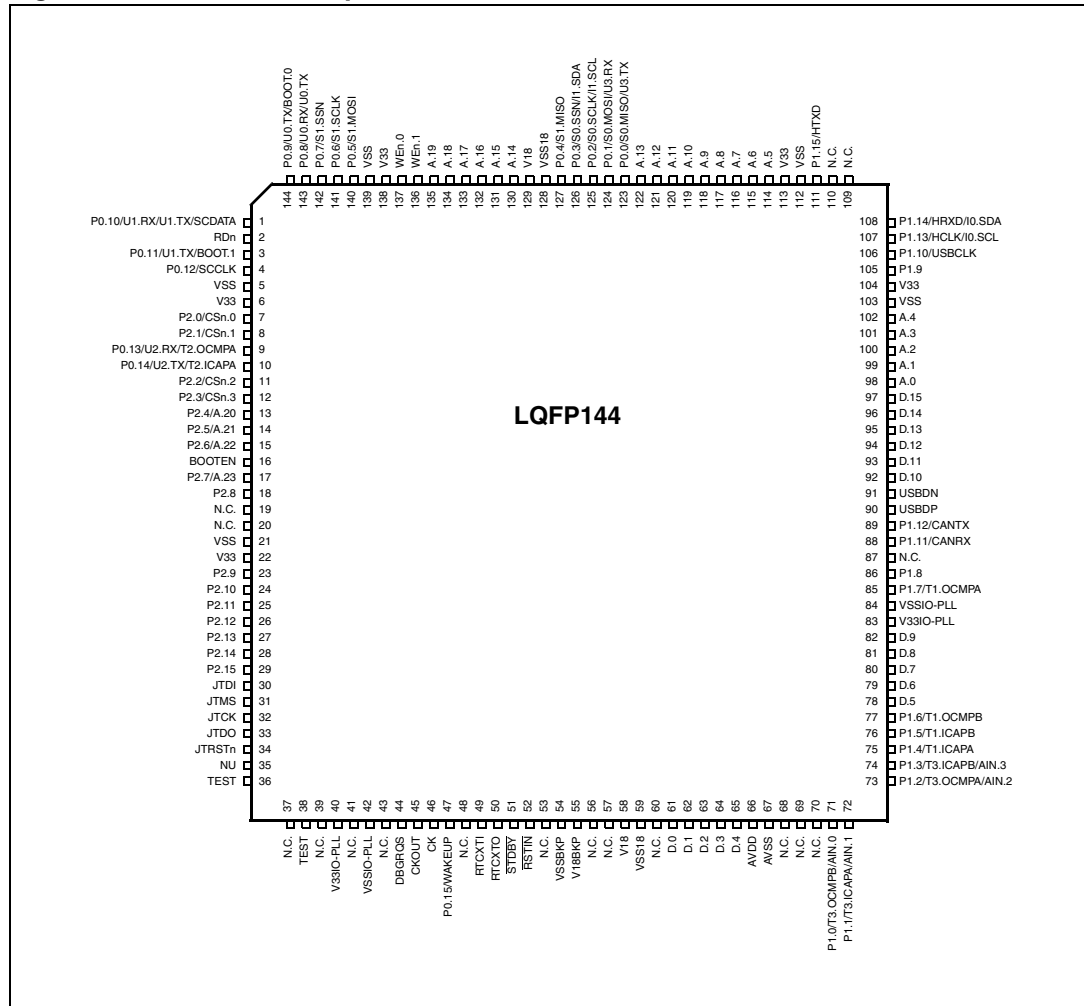 P0.9/U0.TX/BOOT.0
P0.8/U0.RX/U0.TX
P0.7/S1.SSN
P0.6/S1.SCLK
P0.5/S1.MOSI
VSS
V33
WEn.0
WEn.1
A.19
A.18
A.17
A.16
A.15
A.14
V18
VSS18
P0.4/S1.MISO
P0.3/S0.SSN/I1.SDA
P0.2/S0.SCLK/I1.SCL
P0.1/S0.MOSI/U3.RX
P0.0/S0.MISO/U3.TX
A.13
A.12
A.11
A.10
A.9
A.8
A.7
A.6
A.5
V33
VSS
P1.15/HTXD
N.C.
N.C.
144
143
142
141
140
139
138
137
136
135
134
133
132
131
130
129
128
127
126
125
124
123
122
121
120
119
118
117
116
115
114
113
112
111
110
109
P0.10/U1.RX/U1.TX/SCDATA 1
RDn 2
P0.11/U1.TX/BOOT.1 3
P0.12/SCCLK 4
VSS 5
V33 6
P2.0/CSn.0 7
P2.1/CSn.1 8
P0.13/U2.RX/T2.OCMPA 9
P0.14/U2.TX/T2.ICAPA 10
P2.2/CSn.2 11
P2.3/CSn.3 12
P2.4/A.20 13
P2.5/A.21 14
P2.6/A.22 15
BOOTEN 16
P2.7/A.23 17
P2.8 18
N.C. 19
N.C. 20
VSS 21
V33 22
P2.9 23
P2.10 24
P2.11 25
P2.12 26
P2.13 27
P2.14 28
P2.15 29
JTDI 30
JTMS 31
JTCK 32
JTDO 33
JTRSTn 34
NU 35
TEST 36
LQFP144
108 P1.14/HRXD/I0.SDA
107 P1.13/HCLK/I0.SCL
106 P1.10/USBCLK
105 P1.9
104 V33
103 VSS
102 A.4
101 A.3
100 A.2
99 A.1
98 A.0
97 D.15
96 D.14
95 D.13
94 D.12
93 D.11
92 D.10
91 USBDN
90 USBDP
89 P1.12/CANTX
88 P1.11/CANRX
87 N.C.
86 P1.8
85 P1.7/T1.OCMPA
84 VSSIO-PLL
83 V33IO-PLL
82 D.9
81 D.8
80 D.7
79 D.6
78 D.5
77 P1.6/T1.OCMPB
76 P1.5/T1.ICAPB
75 P1.4/T1.ICAPA
74 P1.3/T3.ICAPB/AIN.3
73 P1.2/T3.OCMPA/AIN.2
37
38
39
40
41
42
43
44
45
46
47
48
49
50
51
52
53
54
55
56
57
58
59
60
61
62
63
64
65
66
67
68
69
70
71
72
N.C.
TEST
N.C.
V33IO-PLL
N.C.
VSSIO-PLL
N.C.
DBGRQS
CKOUT
CK
P0.15/WAKEUP
N.C.
RTCXTI
RTCXTO
STDBY
RSTIN
N.C.
VSSBKP
V18BKP
N.C.
N.C.
V18
VSS18
N.C.
D.0
D.1
D.2
D.3
D.4
AVDD
AVSS
N.C.
N.C.
N.C.
P1.0/T3.OCMPB/AIN.0
P1.1/T3.ICAPA/AIN.1